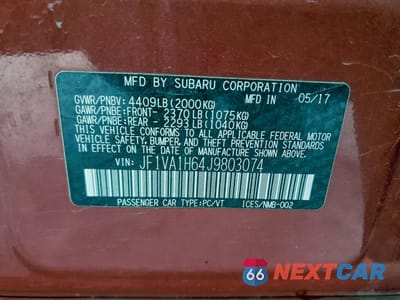 MFD. BY SUBARU CORPORATION
GVWR/PNBV: 4409LB(2000KG) MFD.IN 05/17
GAWR/PNBE:FRONT- 2370LB(1075KG)
GAWR/PNBE:REAR- 2293LB(1040KG)
THIS VEHICLE CONFORMS TO ALL APPLICABLE FEDERAL MOTOR
VEHICLE SAFETY, BUMPER, AND THEFT PREVENTION STANDARDS
IN EFFECT ON THE DATE OF MANUFACTURE SHOWN ABOVE.
VIN: JF1VA1H64J9803074
PASSENGER CAR TYPE:PC/VT ICES/NMB-002
66 NEXTCAR